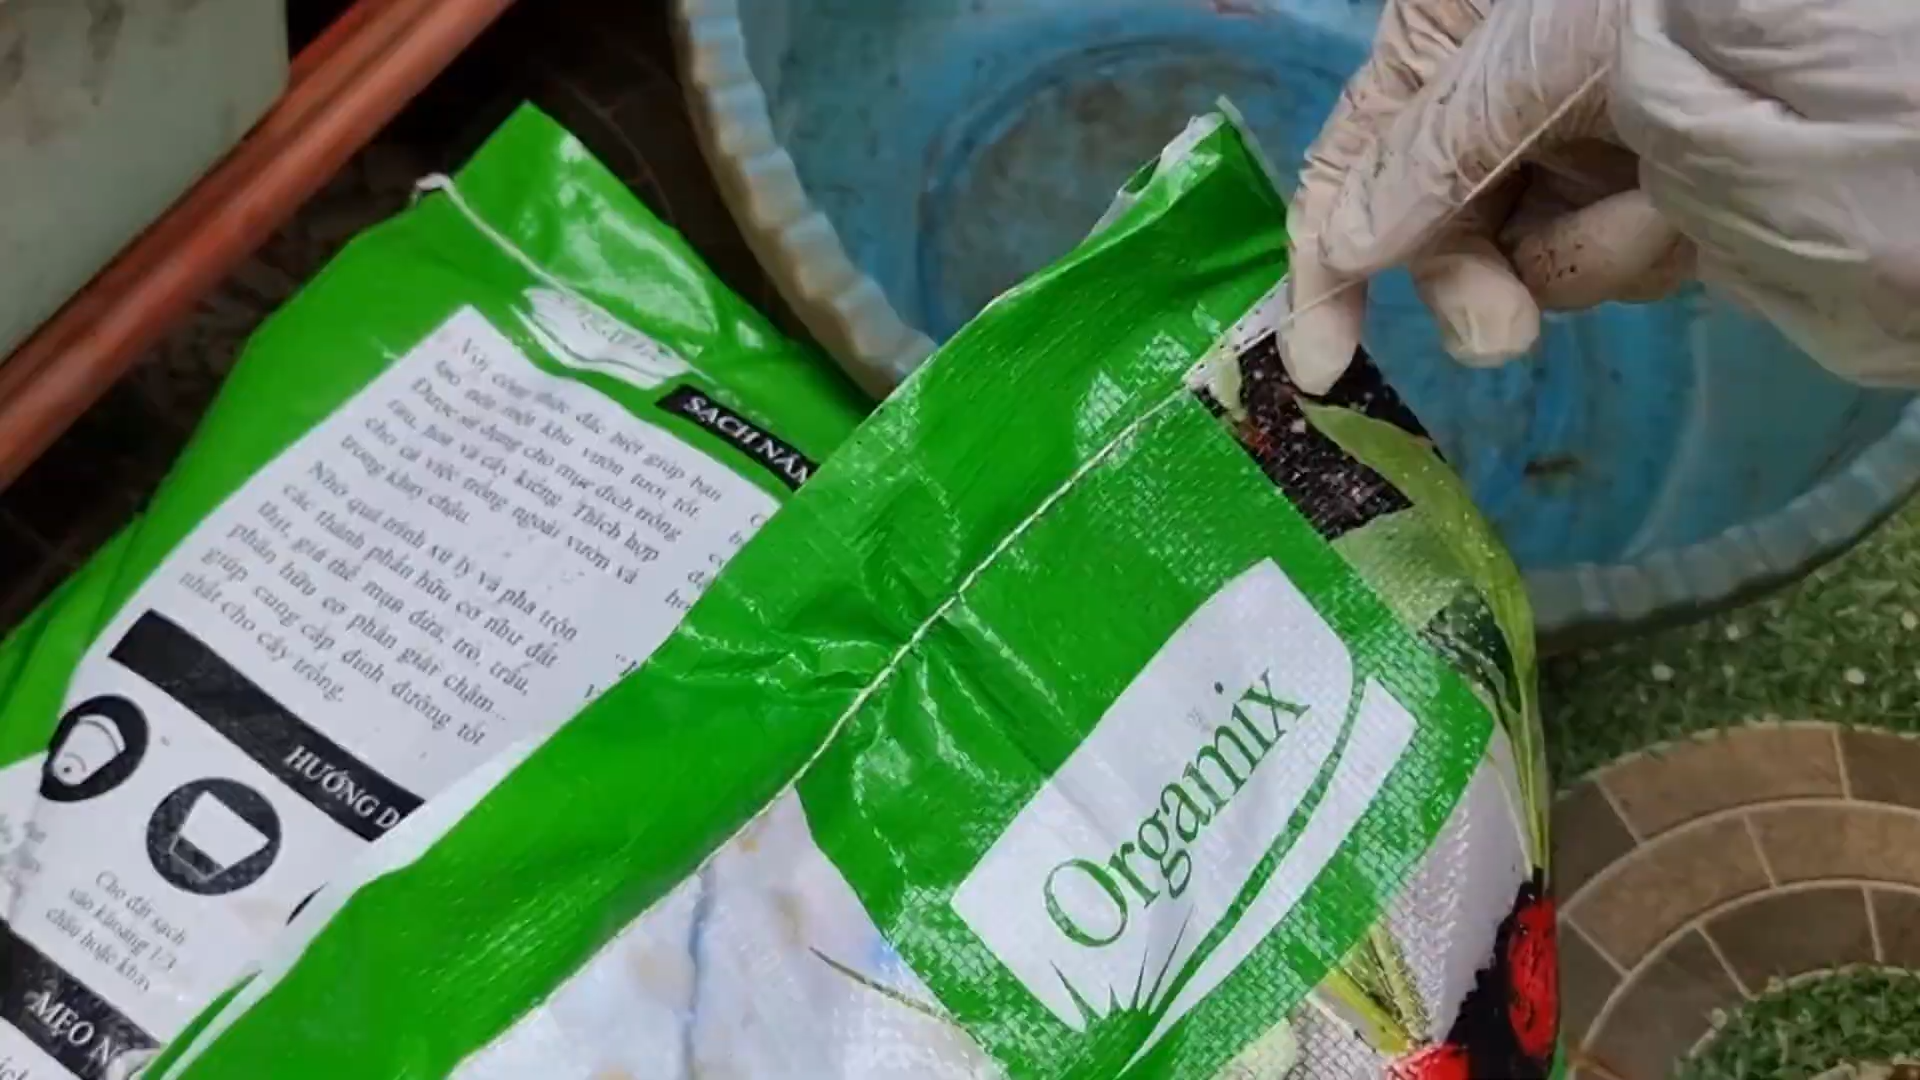 SẠCH NẤM
Với công thức đặc biệt giúp bạn
tạo nên một khu vườn tươi tốt.
Được sử dụng cho mục đích trồng
rau, hoa và cây kiểng. Thích hợp
cho cả việc trồng ngoài vườn và
trong khay chậu.
Nhờ quá trình xử lý và pha trộn
các thành phần hữu cơ như đất
thịt, giá thể mụn dừa, tro, trấu,
phân hữu cơ phân giải chậm...
giúp cung cấp dinh dưỡng tốt
nhất cho cây trồng.
HƯỚNG D
Cho đất sạch
vào khoảng 1/3
chậu hoặc khay
MẸO N
Orgamix